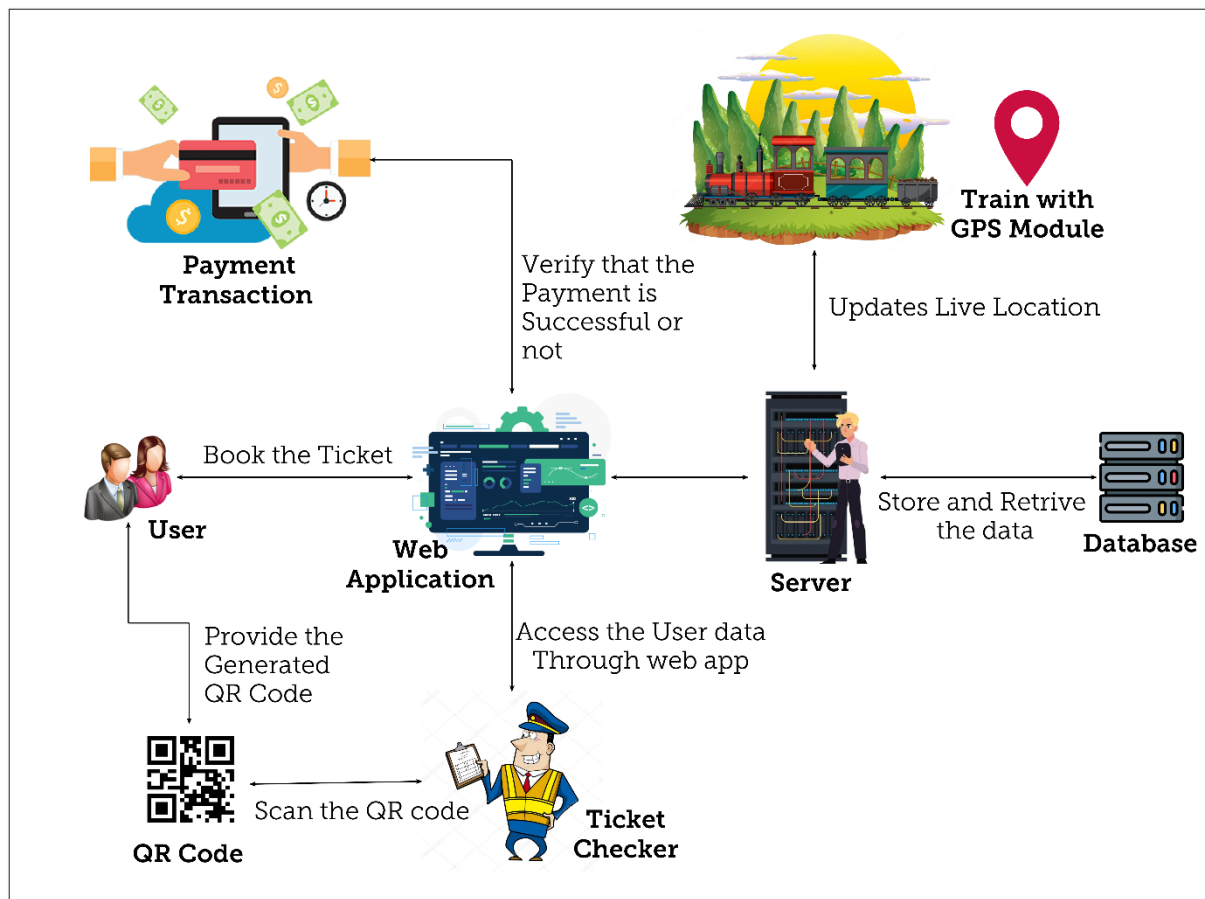 Payment
Transaction
Train with
GPS Module
Verify that the
Payment is
Successful or
not
Updates Live Location
Book the Ticket
User
Web
Application
Server
Store and Retrive
the data
Database
Provide the
Generated
QR Code
Access the User data
Through web app
Scan the QR code
QR Code
Ticket
Checker